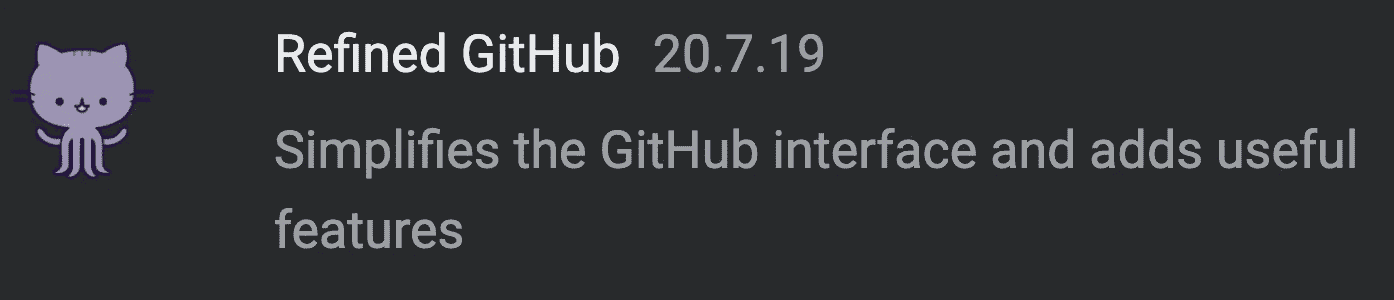 Refined GitHub 20.7.19
Simplifies the GitHub interface and adds useful
features